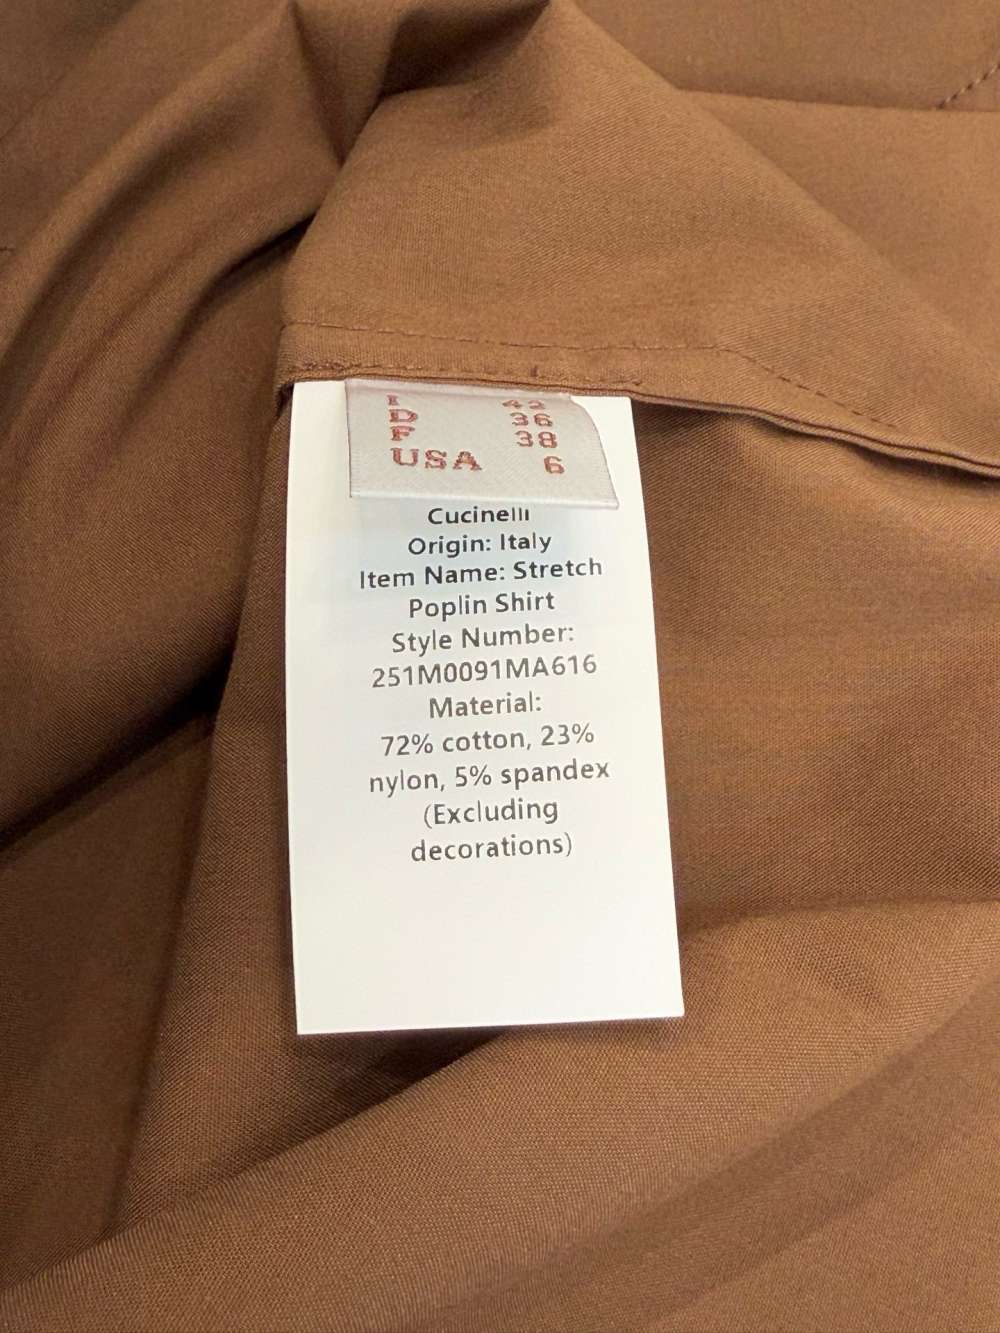 I 42
D 36
F 38
USA 6
Cucinelli
Origin: Italy
Item Name: Stretch
Poplin Shirt
Style Number:
251M0091MA616
Material:
72% cotton, 23%
nylon, 5% spandex
(Excluding
decorations)